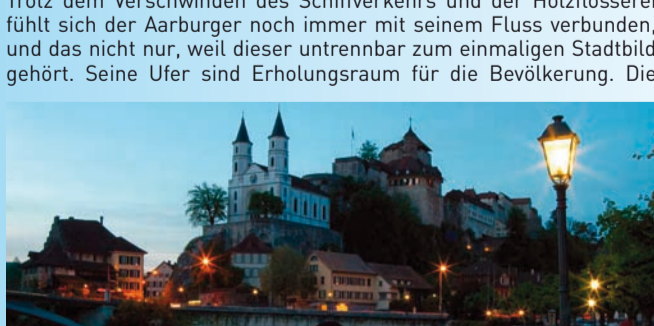 Trotz dem Verschwinden des Schiffverkehrs und der Holzflösserei
fühlt sich der Aarburger noch immer mit seinem Fluss verbunden,
und das nicht nur, weil dieser untrennbar zum einmaligen Stadtbild
gehört. Seine Ufer sind Erholungsraum für die Bevölkerung. Die